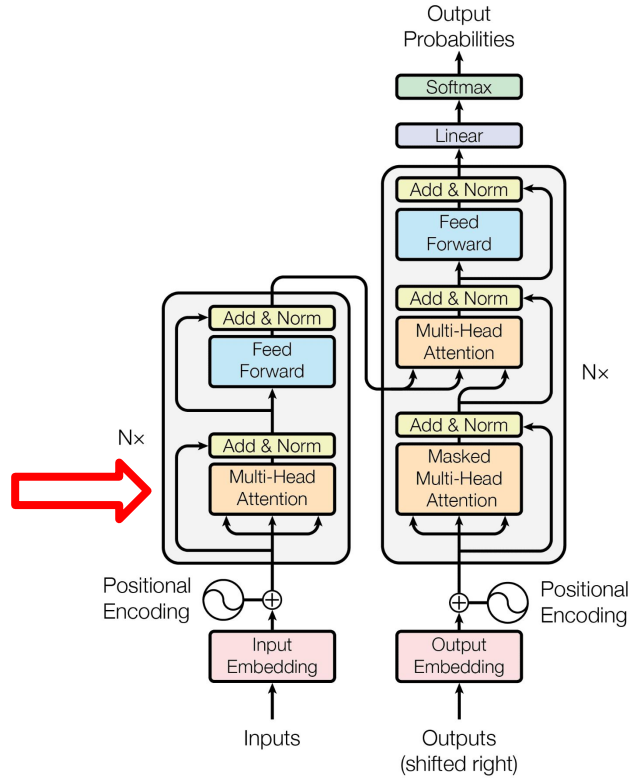 Output
Probabilities
Softmax
Linear
Add & Norm
Feed
Forward
Add & Norm
Multi-Head
Attention
Add & Norm
Masked
Multi-Head
Attention
N×
Positional
Encoding
Output
Embedding
Outputs
(shifted right)
Add & Norm
Feed
Forward
Add & Norm
Multi-Head
Attention
N×
Positional
Encoding
Input
Embedding
Inputs